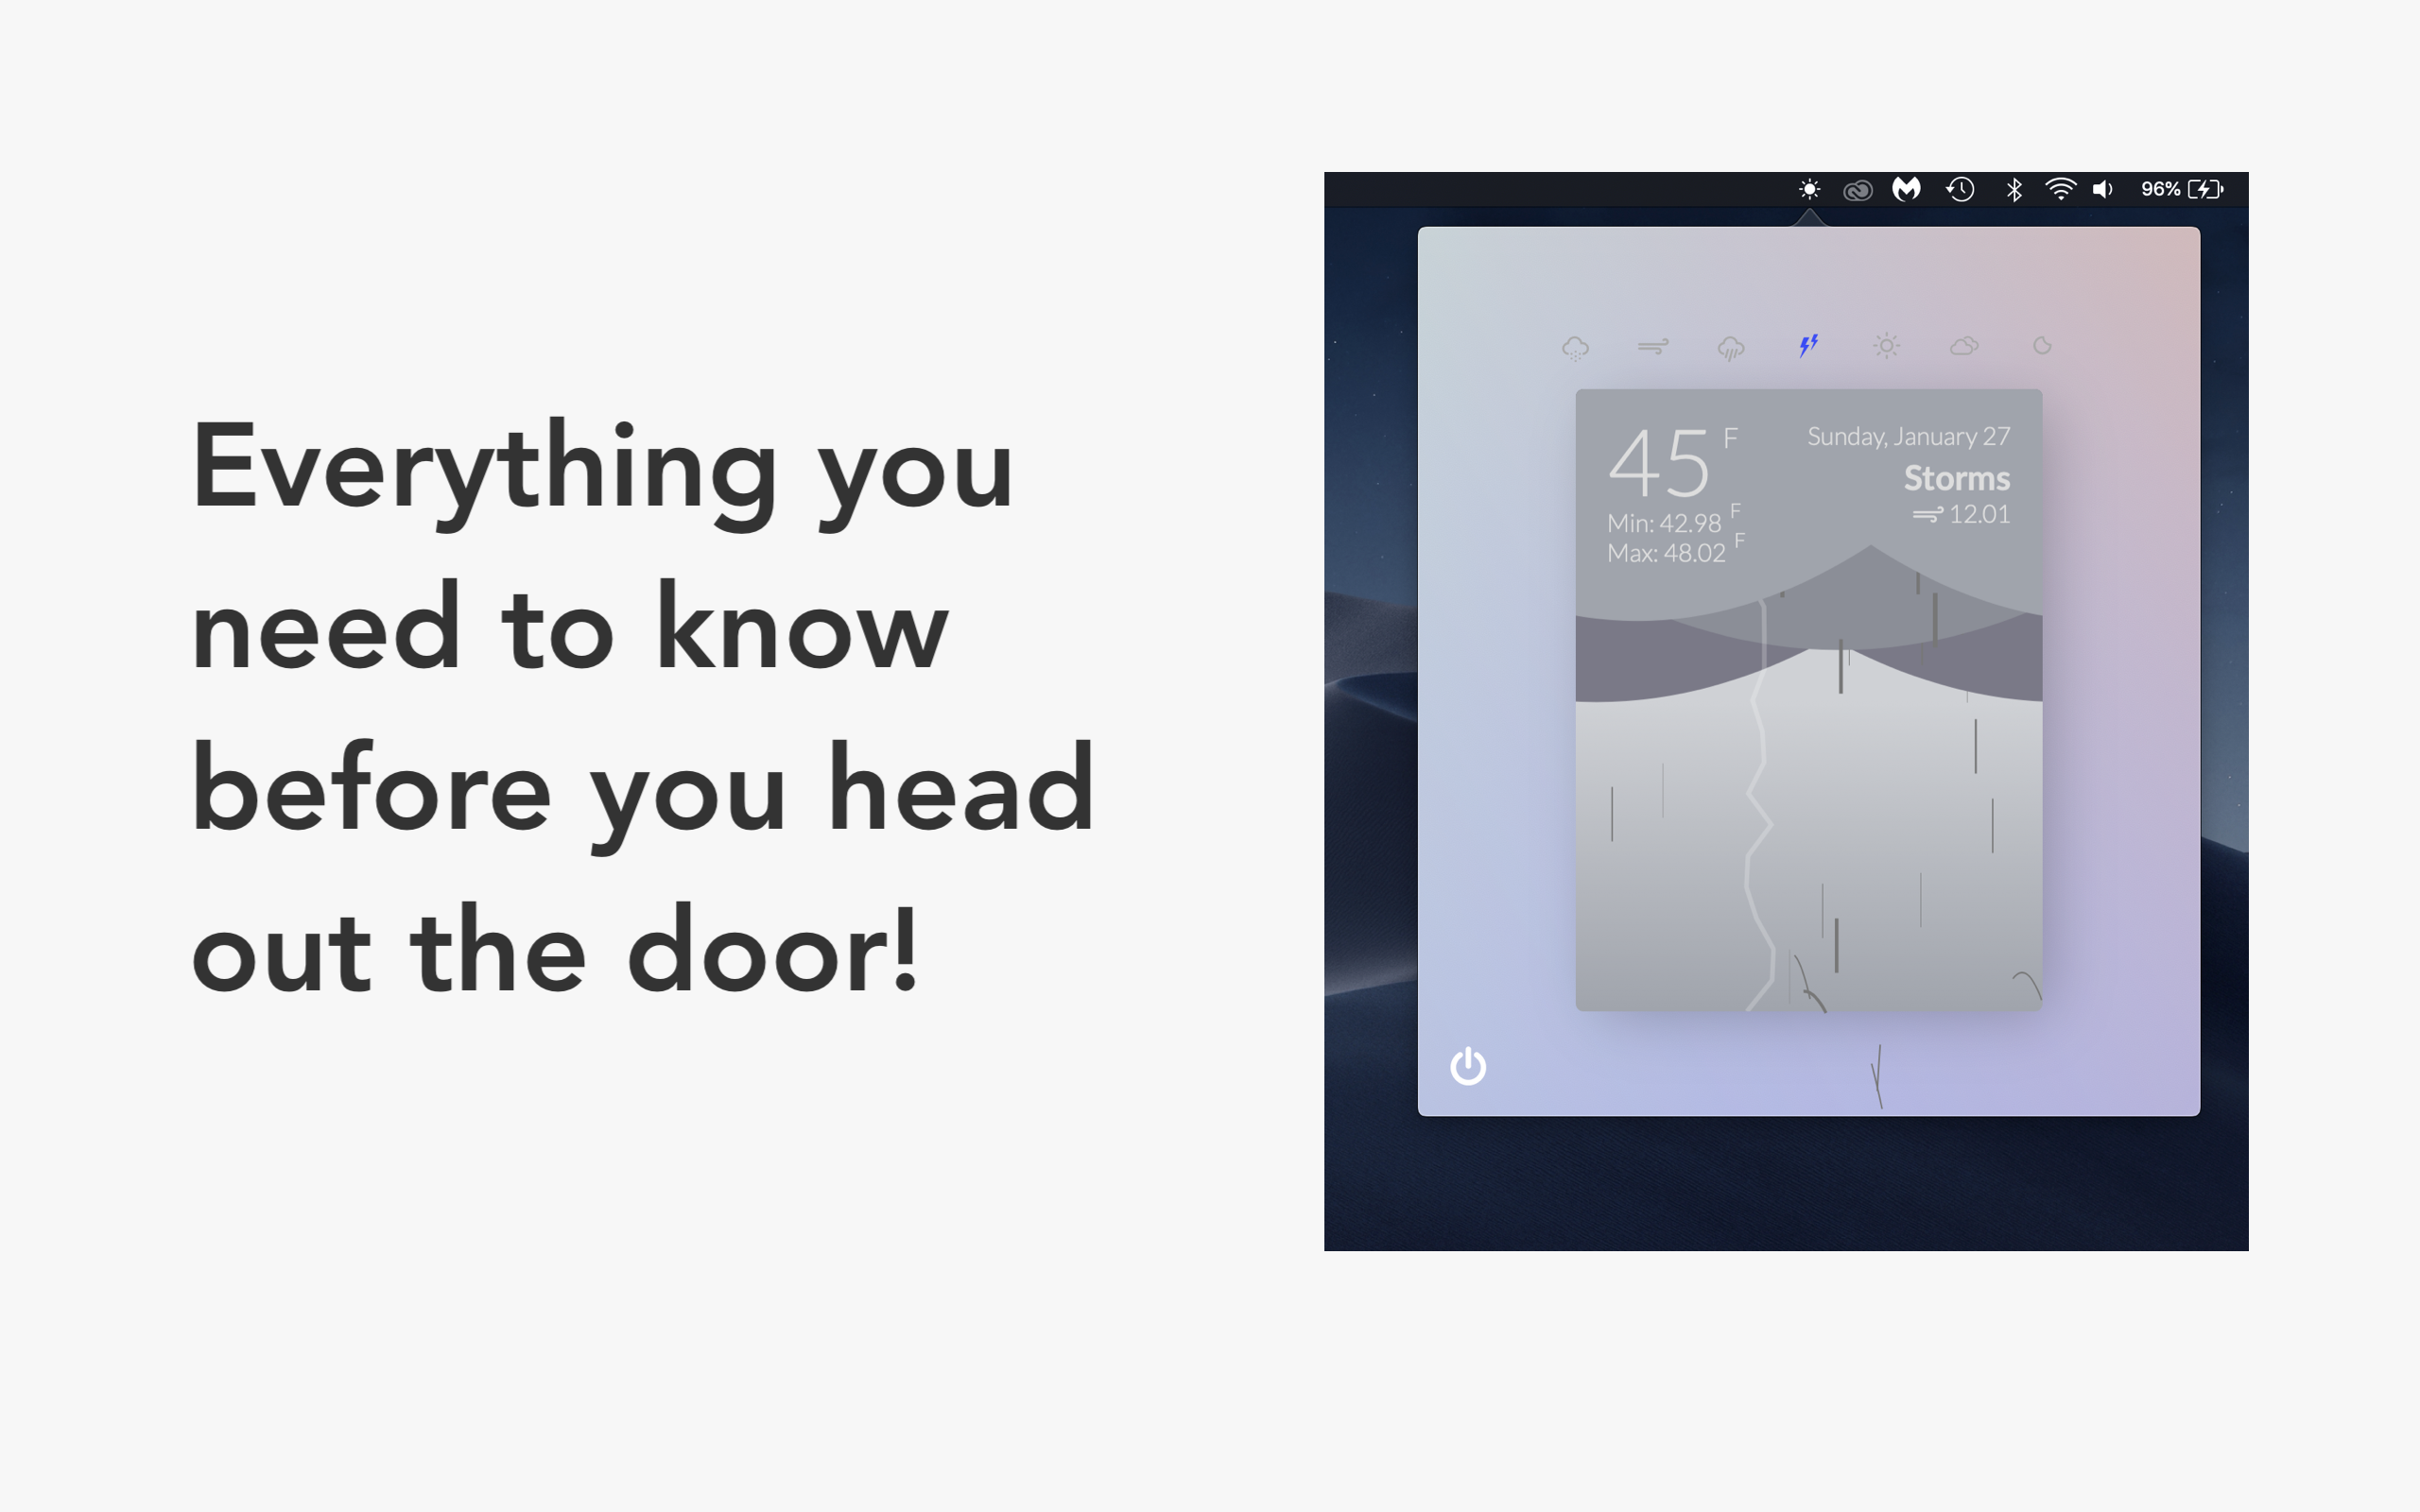 Everything you
need to know
before you head
out the door!
96%
45 F
Min: 42.98 F
Max: 48.02 F
Sunday, January 27
Storms
12.01